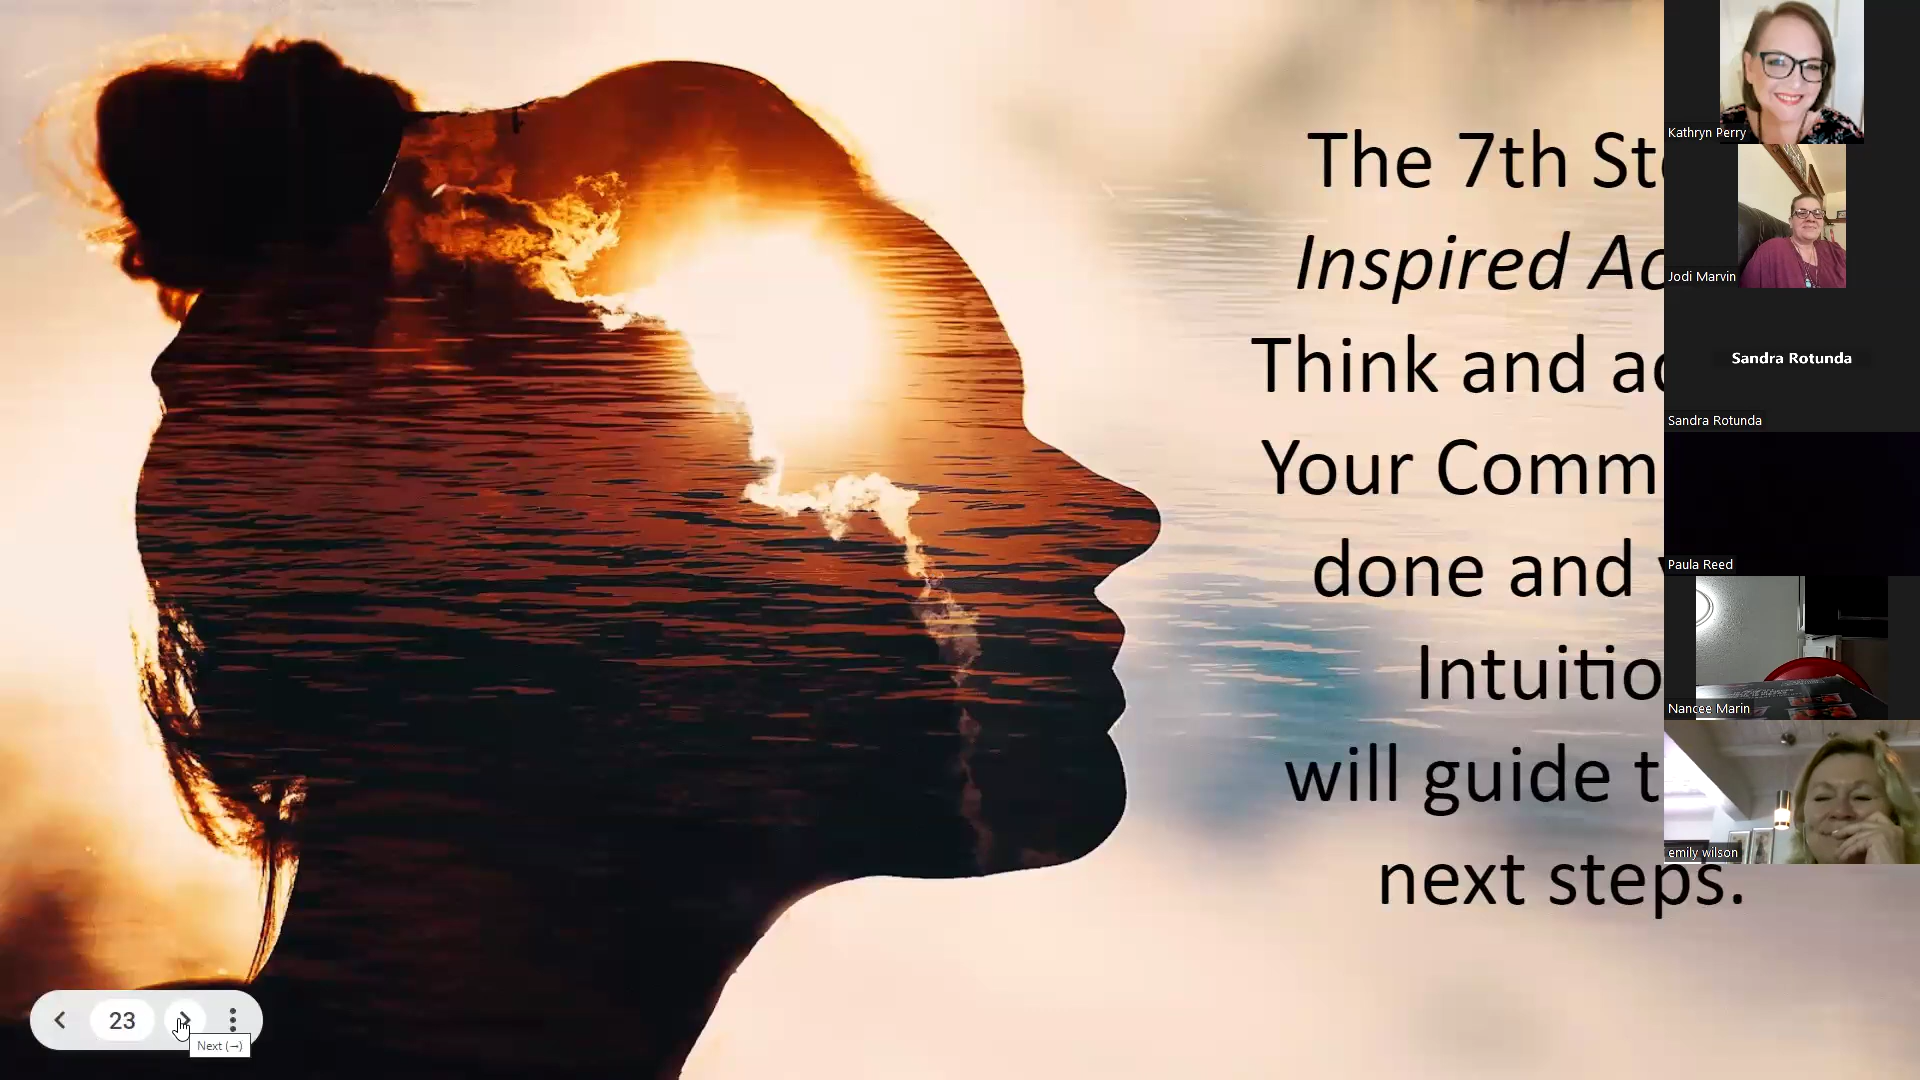 The 7th St
Inspired Ac
Think and ac
Your Comm
done and
Intuitio
will guide t
next steps.
23
Next (→)
Kathryn Perry
Jodi Marvin
Sandra Rotunda
Sandra Rotunda
Paula Reed
Nancee Marin
emily wilson